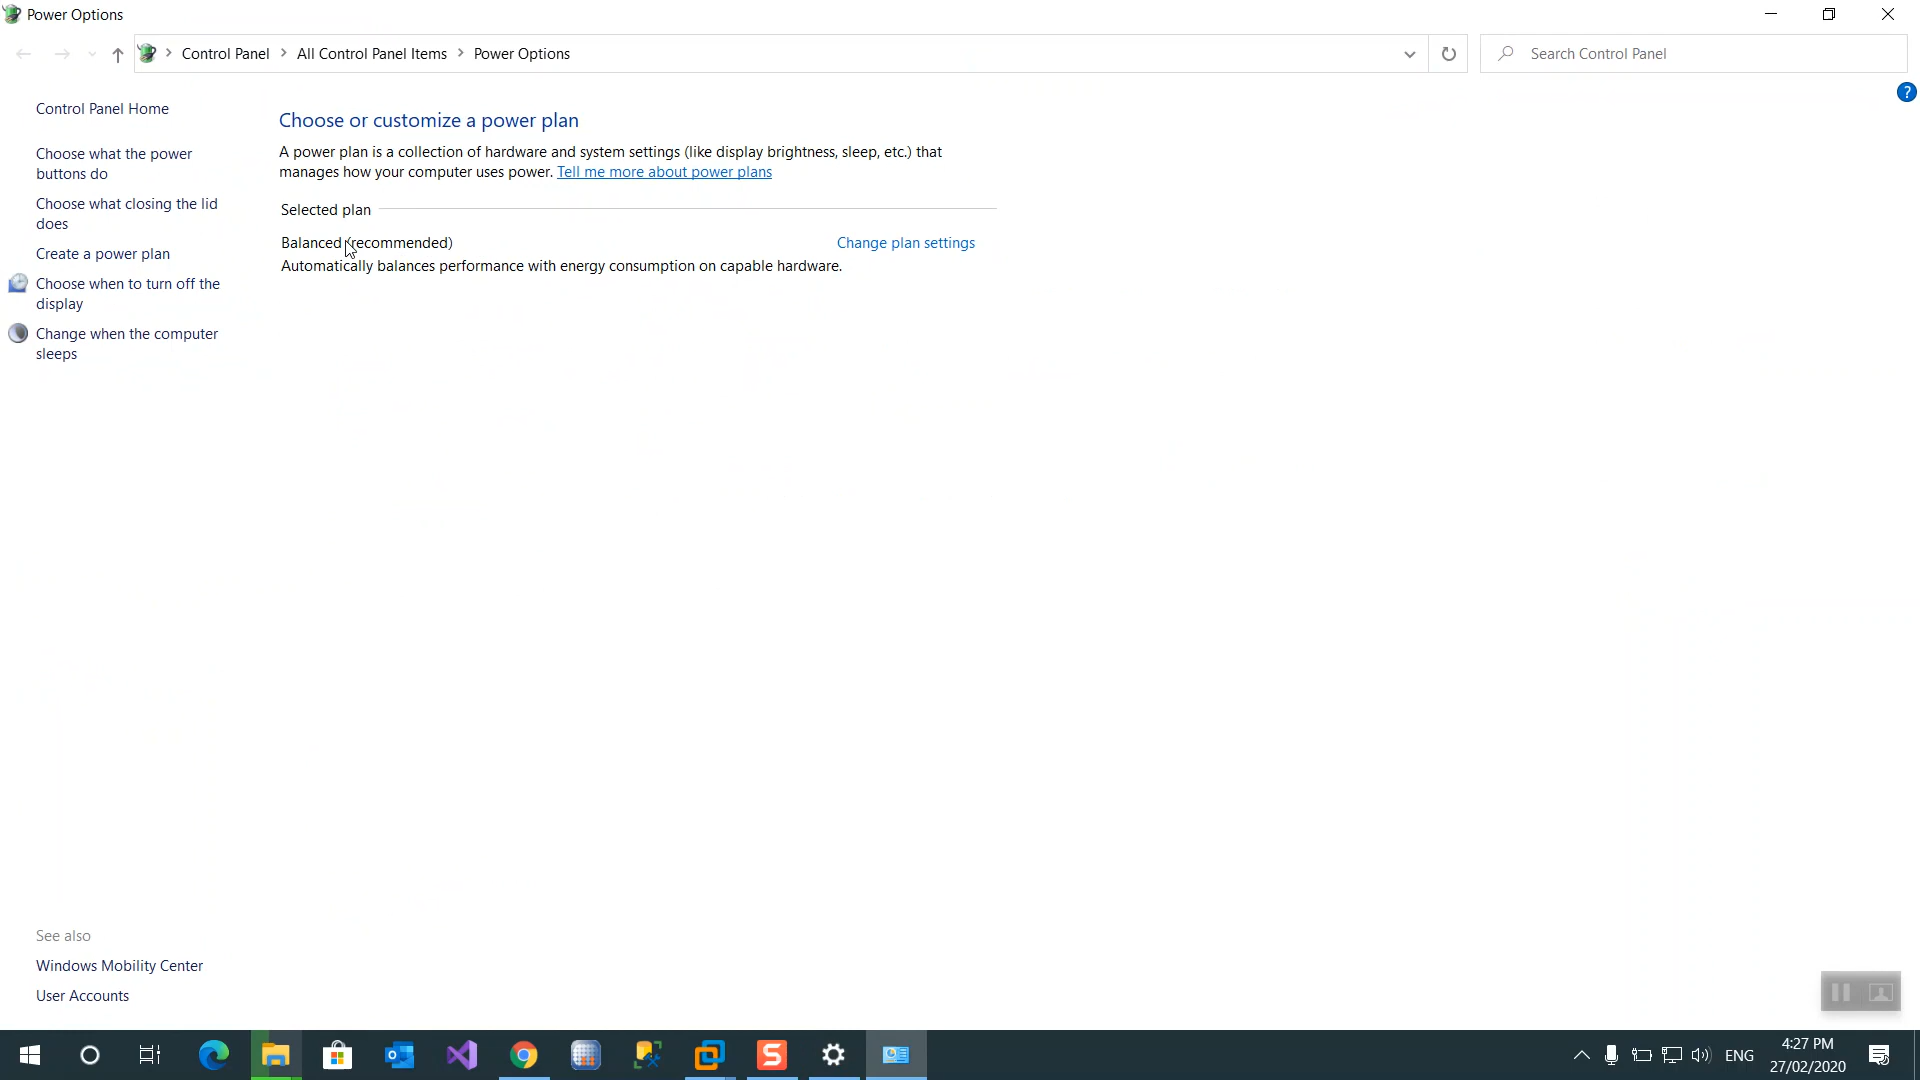 Power Options
Control Panel > All Control Panel Items > Power Options
Search Control Panel
Control Panel Home
Choose what the power
buttons do
Choose what closing the lid
does
Create a power plan
Choose when to turn off the
display
Change when the computer
sleeps
Choose or customize a power plan
A power plan is a collection of hardware and system settings (like display brightness, sleep, etc.) that
manages how your computer uses power. Tell me more about power plans
Selected plan
Balanced (recommended)
Change plan settings
Automatically balances performance with energy consumption on capable hardware.
See also
Windows Mobility Center
User Accounts
ENG
4:27 PM
27/02/2020